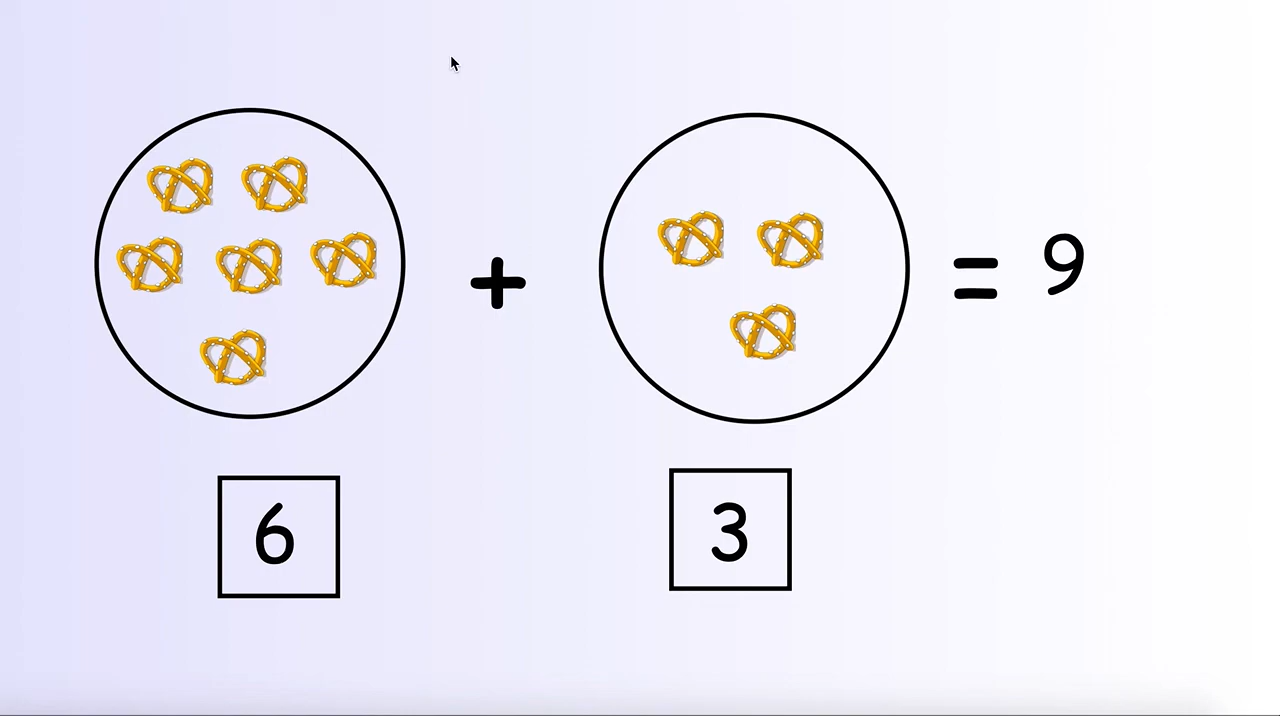 + = 9
6 3